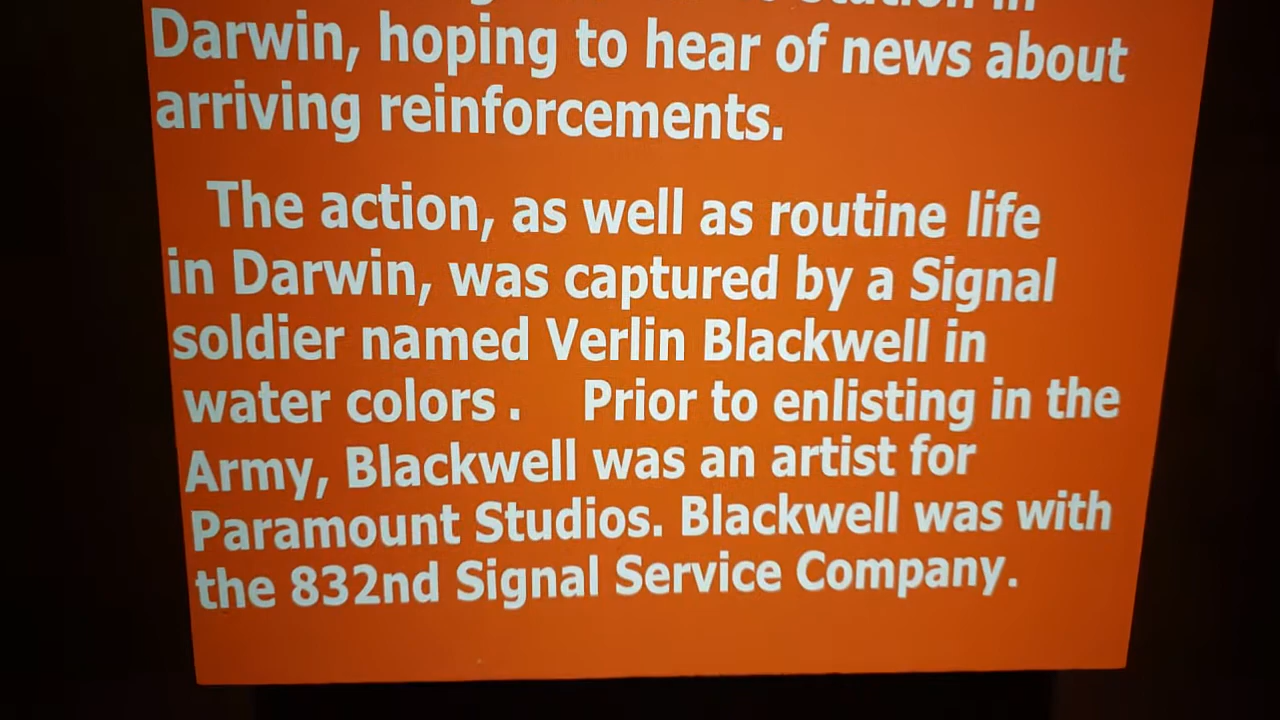 station in
Darwin, hoping to hear of news about
arriving reinforcements.
The action, as well as routine life
in Darwin, was captured by a Signal
soldier named Verlin Blackwell in
water colors . Prior to enlisting in the
Army, Blackwell was an artist for
Paramount Studios. Blackwell was with
the 832nd Signal Service Company.